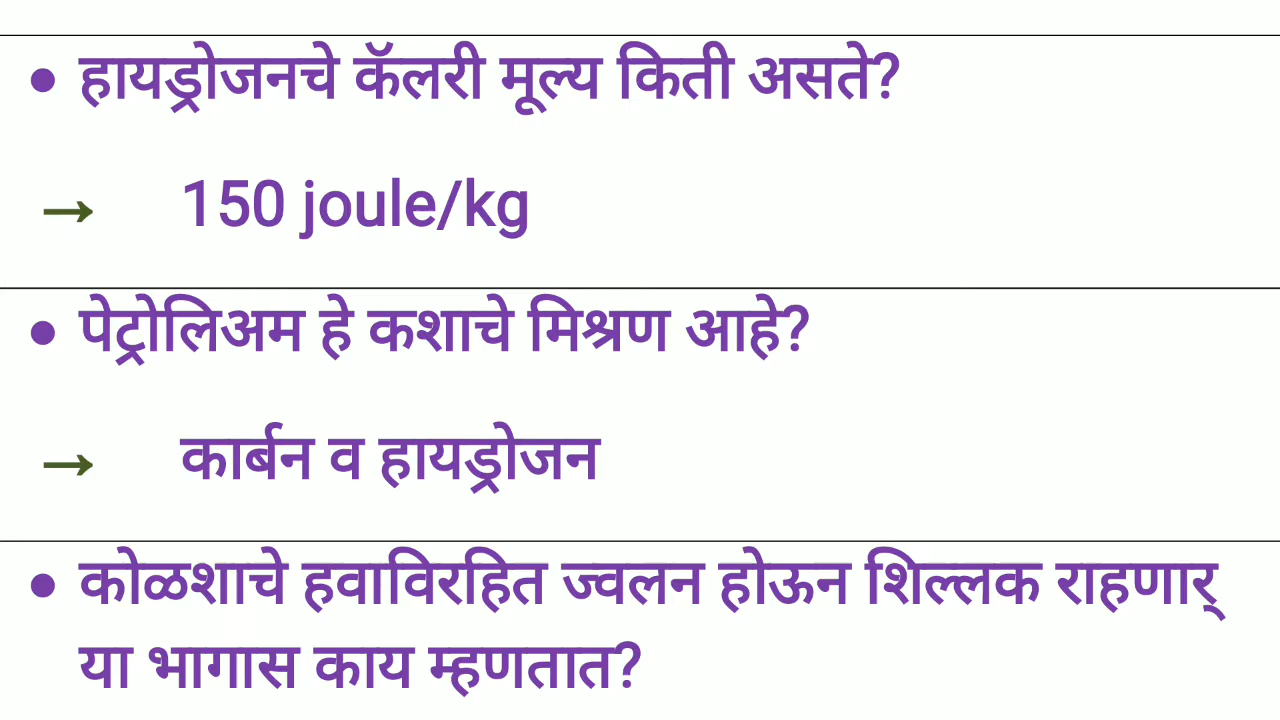 • हायड्रोजनचे कॅलरी मूल्य किती असते?
→ 150 joule/kg
• पेट्रोलिअम हे कशाचे मिश्रण आहे?
→ कार्बन व हायड्रोजन
• कोळशाचे हवाविरहित ज्वलन होऊन शिल्लक राहणार्
या भागास काय म्हणतात?